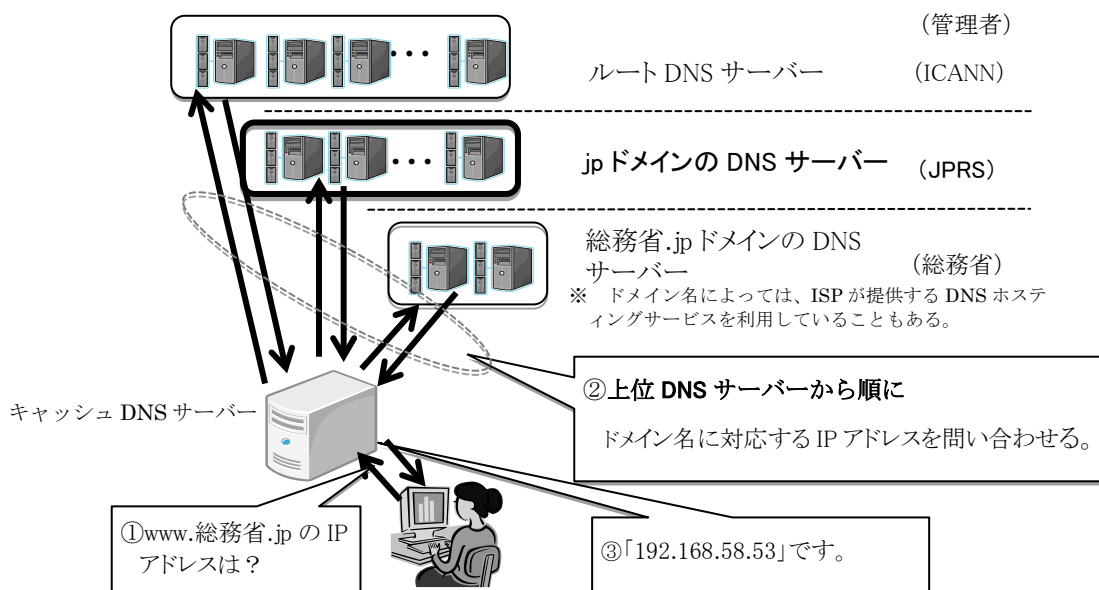 (管理者)
ルート DNS サーバー
(ICANN)
jp ドメインの DNS サーバー
(JPRS)
総務省.jp ドメインの DNS
サーバー
(総務省)
※ ドメイン名によっては、ISP が提供する DNS ホステ
ィングサービスを利用していることもある。
②上位 DNS サーバーから順に
ドメイン名に対応する IP アドレスを問い合わせる。
キャッシュ DNS サーバー
①www.総務省.jp の IP
アドレスは？
③「192.168.58.53」です。